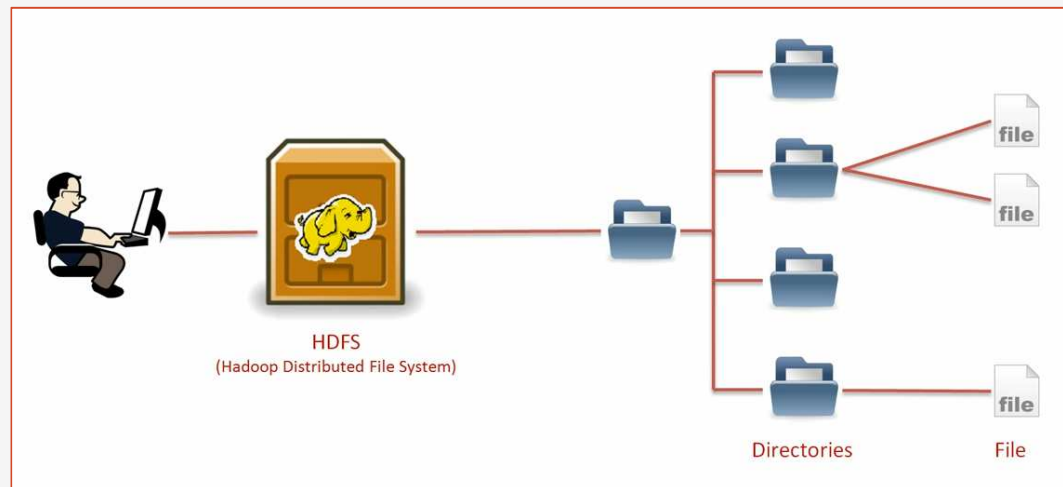 file
file
HDFS
(Hadoop Distributed File System)
file
Directories
File